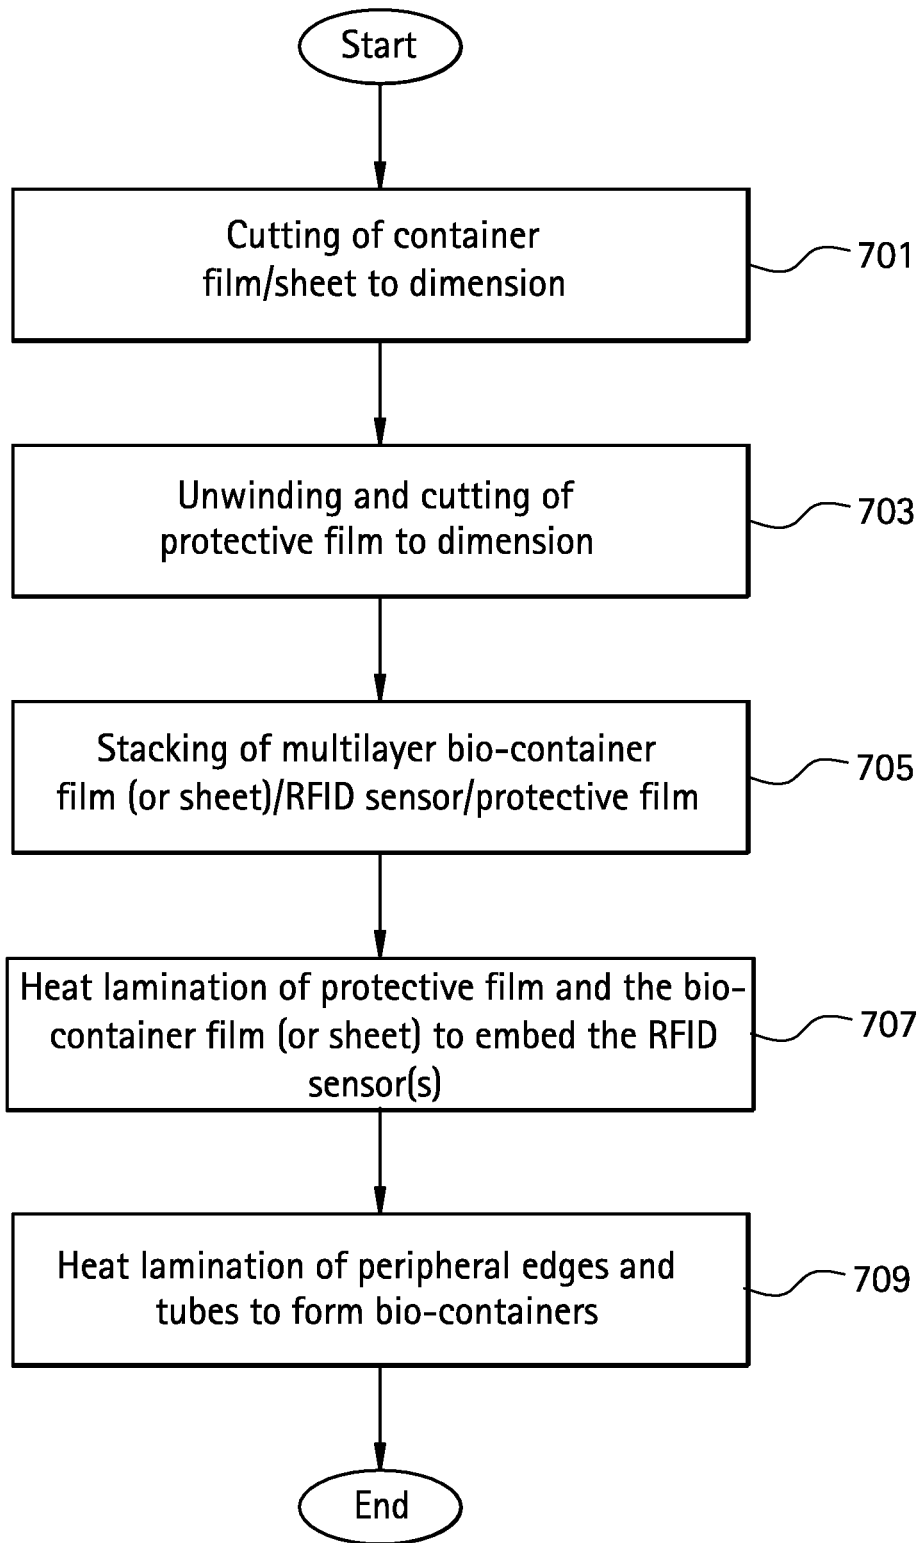 Start
Cutting of container
film/sheet to dimension
701
Unwinding and cutting of
protective film to dimension
703
Stacking of multilayer bio-container
film (or sheet)/RFID sensor/protective film
705
Heat lamination of protective film and the bio-
container film (or sheet) to embed the RFID
sensor(s)
707
Heat lamination of peripheral edges and
tubes to form bio-containers
709
End